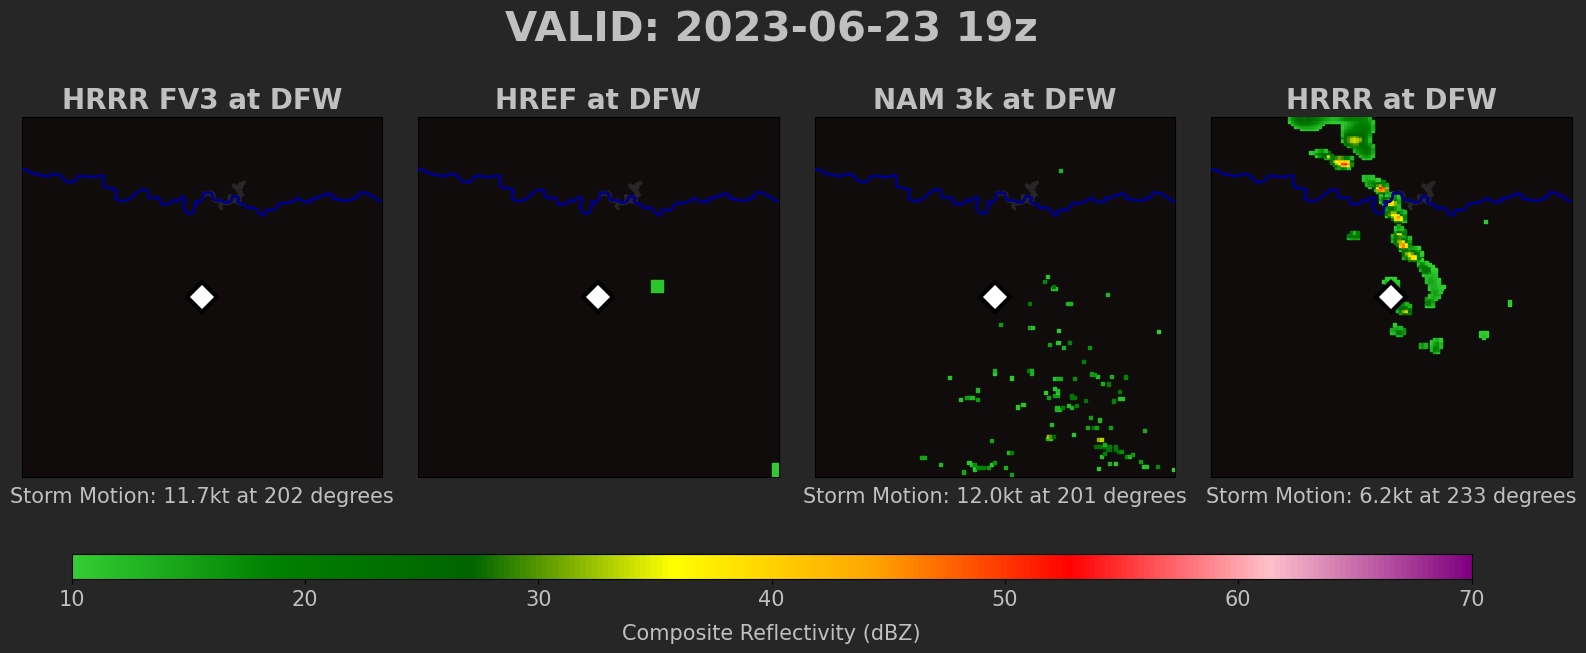 VALID: 2023-06-23 19z
HRRR FV3 at DFW
HREF at DFW
NAM 3k at DFW
HRRR at DFW
Storm Motion: 11.7kt at 202 degrees
Storm Motion: 12.0kt at 201 degrees
Storm Motion: 6.2kt at 233 degrees
10 20 30 40 50 60 70
Composite Reflectivity (dBZ)